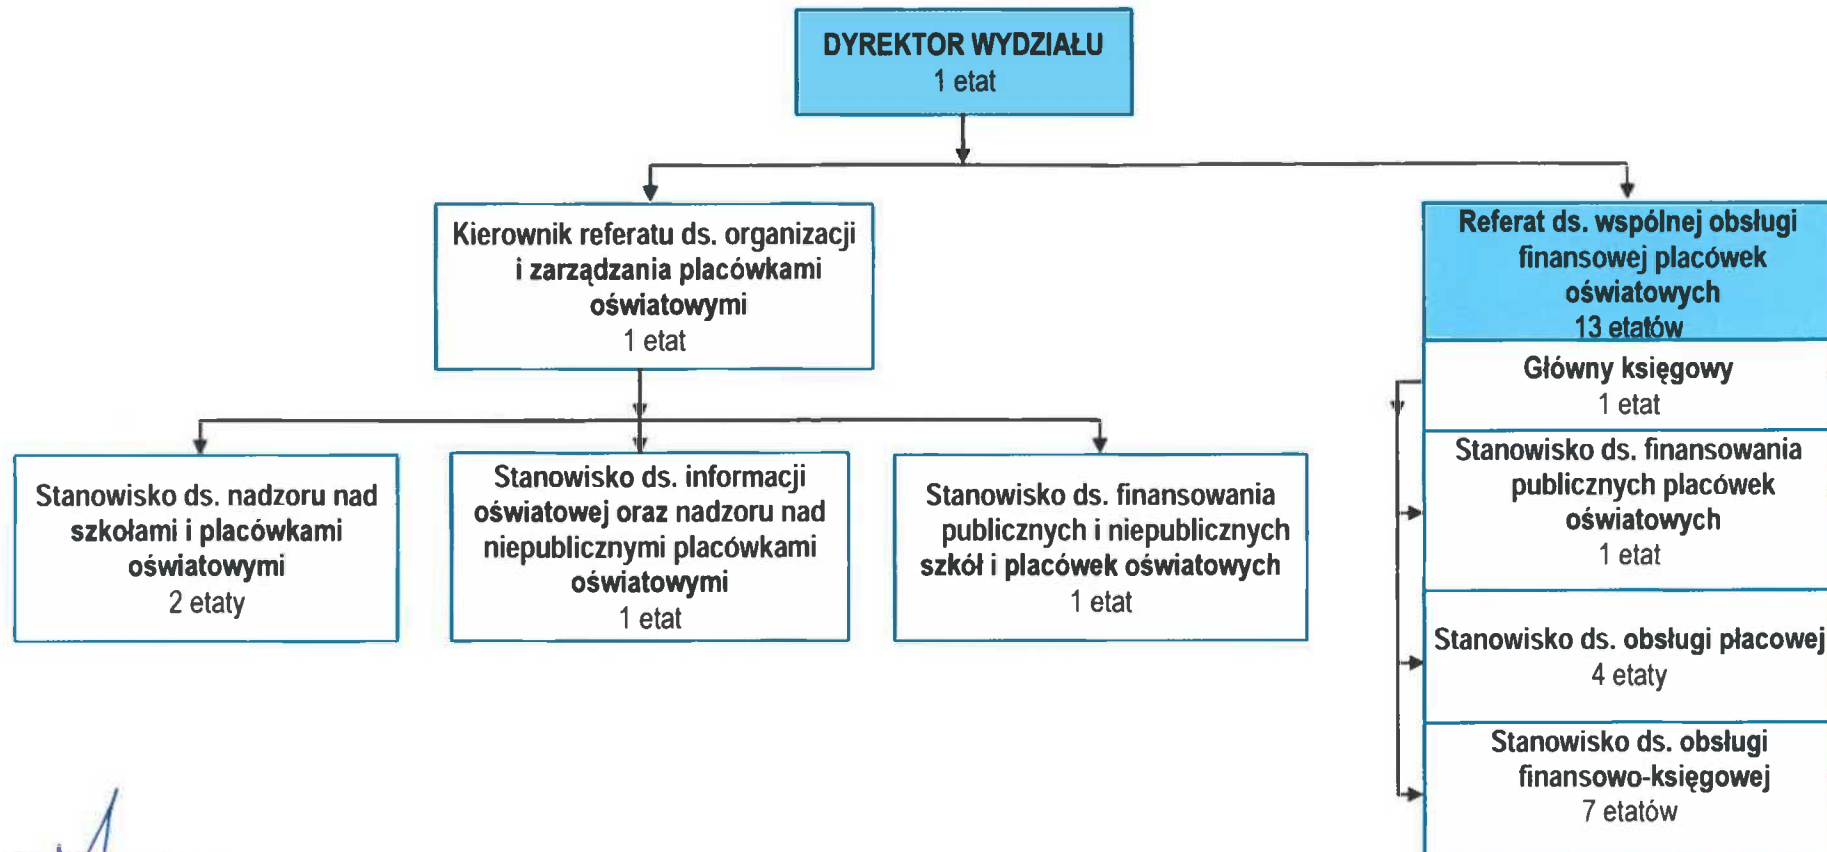 DYREKTOR WYDZIAŁU
1 etat
Kierownik referatu ds. organizacji
i zarządzania placówkami
oświatowymi
1 etat
Referat ds. wspólnej obsługi
finansowej placówek
oświatowych
13 etatów
Główny księgowy
1 etat
Stanowisko ds. finansowania
publicznych placówek
oświatowych
1 etat
Stanowisko ds. obsługi płacowej
4 etaty
Stanowisko ds. obsługi
finansowo-księgowej
7 etatów
Stanowisko ds. nadzoru nad
szkołami i placówkami
oświatowymi
2 etaty
Stanowisko ds. informacji
oświatowej oraz nadzoru nad
niepublicznymi placówkami
oświatowymi
1 etat
Stanowisko ds. finansowania
publicznych i niepublicznych
szkół i placówek oświatowych
1 etat